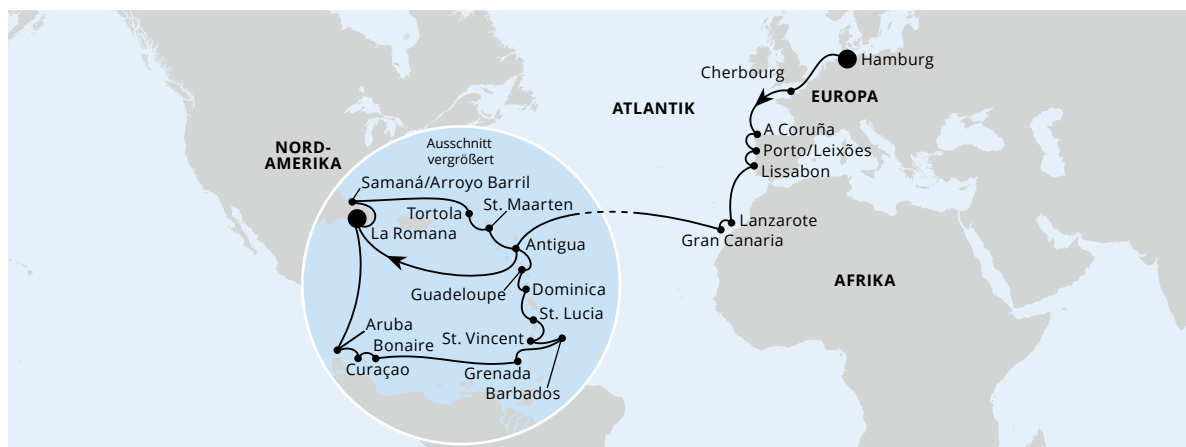 Hamburg
Cherbourg
EUROPA
ATLANTIK
A Coruña
Porto/Leixões
Lissabon
NORD-
AMERIKA
Ausschnitt
vergrößert
Samaná/Arroyo Barril
St. Maarten
Tortola
La Romana
Antigua
Lanzarote
Gran Canaria
AFRIKA
Guadeloupe
Dominica
St. Lucia
Aruba
St. Vincent
Bonaire
Curaçao
Grenada
Barbados